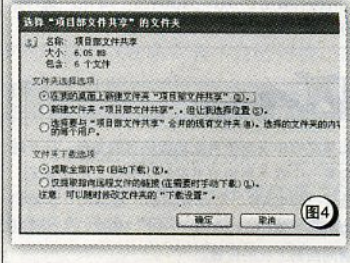 选择“项目部文件共享”的文件夹
名称: 项目部文件共享
大小: 6.05 MB
包含: 6 个文件
文件夹选择选项
在我的桌面上新建文件夹“项目部文件共享”(D)。
新建文件夹“项目部文件共享”，但让我选择位置(C)。
选择要与“项目部文件共享”合并的现有文件夹(M)。选择的文件夹的内容
的每个用户。
文件夹下载选项
提取全部内容(自动下载)(A)。
仅提取指向远程文件的链接(在需要时手动下载)(L)。
注意: 可以随时修改文件夹的“下载设置”。
确定
取消
图4